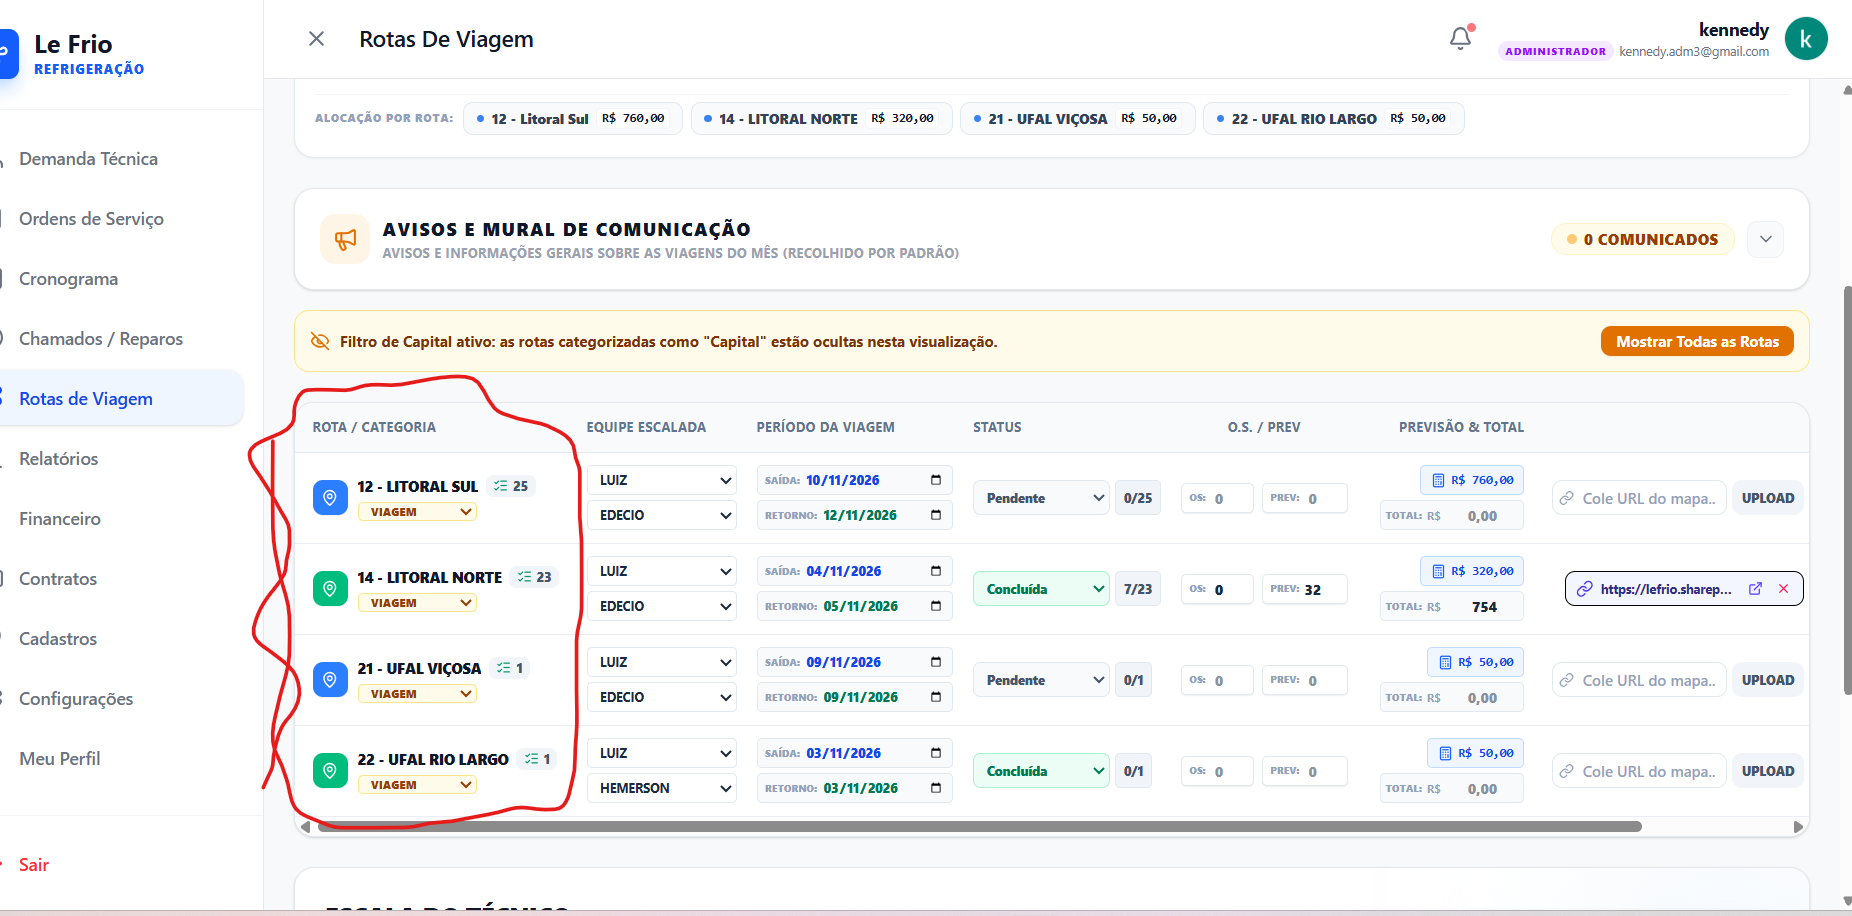 Le Frio
REFRIGERAÇÃO
Rotas De Viagem
kennedy
ADMINISTRADOR kennedy.adm3@gmail.com
k
Demanda Técnica
Ordens de Serviço
Cronograma
Chamados / Reparos
Rotas de Viagem
Relatórios
Financeiro
Contratos
Cadastros
Configurações
Meu Perfil
Sair
ALOCAÇÃO POR ROTA: 12 - Litoral Sul R$ 760,00 14 - LITORAL NORTE R$ 320,00 21 - UFAL VIÇOSA R$ 50,00 22 - UFAL RIO LARGO R$ 50,00
AVISOS E MURAL DE COMUNICAÇÃO
AVISOS E INFORMAÇÕES GERAIS SOBRE AS VIAGENS DO MÊS (RECOLHIDO POR PADRÃO)
0 COMUNICADOS
Filtro de Capital ativo: as rotas categorizadas como "Capital" estão ocultas nesta visualização.
Mostrar Todas as Rotas
ROTA / CATEGORIA EQUIPE ESCALADA PERÍODO DA VIAGEM STATUS O.S. / PREV PREVISÃO & TOTAL
12 - LITORAL SUL 25
VIAGEM
LUIZ
EDECIO
SAÍDA: 10/11/2026
RETORNO: 12/11/2026
Pendente 0/25
OS: 0 PREV: 0
R$ 760,00
TOTAL: R$ 0,00
Cole URL do mapa.. UPLOAD
14 - LITORAL NORTE 23
VIAGEM
LUIZ
EDECIO
SAÍDA: 04/11/2026
RETORNO: 05/11/2026
Concluída 7/23
OS: 0 PREV: 32
R$ 320,00
TOTAL: R$ 754
https://lefrio.sharep...
21 - UFAL VIÇOSA 1
VIAGEM
LUIZ
EDECIO
SAÍDA: 09/11/2026
RETORNO: 09/11/2026
Pendente 0/1
OS: 0 PREV: 0
R$ 50,00
TOTAL: R$ 0,00
Cole URL do mapa.. UPLOAD
22 - UFAL RIO LARGO 1
VIAGEM
LUIZ
HEMERSON
SAÍDA: 03/11/2026
RETORNO: 03/11/2026
Concluída 0/1
OS: 0 PREV: 0
R$ 50,00
TOTAL: R$ 0,00
Cole URL do mapa.. UPLOAD
ESCALA DO TÉCNICO